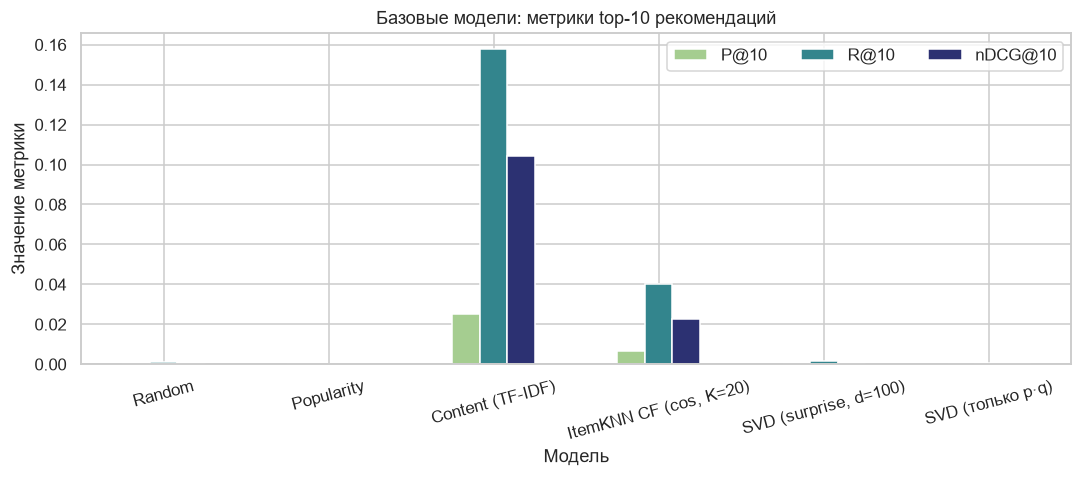 Базовые модели: метрики top-10 рекомендаций
P@10 R@10 nDCG@10
Значение метрики
0.16
0.14
0.12
0.10
0.08
0.06
0.04
0.02
0.00
Random
Popularity
Content (TF-IDF)
ItemKNN CF (cos, K=20)
SVD (surprise, d=100)
SVD (только p·q)
Модель